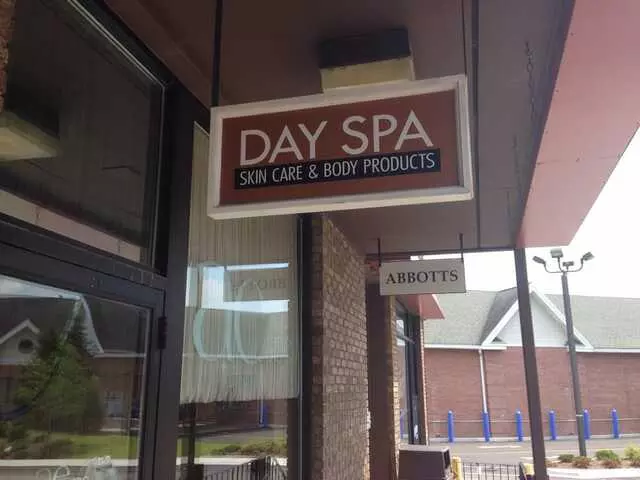 DAY SPA
SKIN CARE & BODY PRODUCTS
ABBOTTS